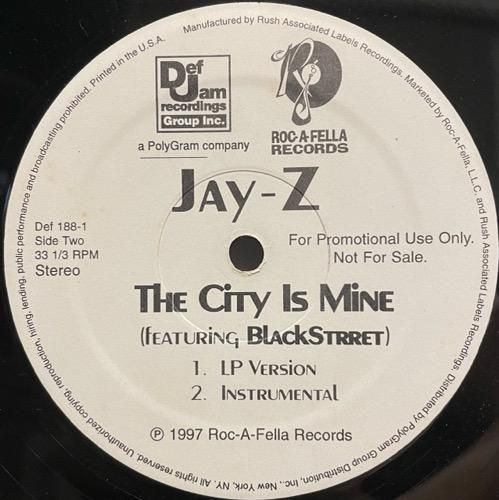 Manufactured by Rush Associated Labels Recordings. Marketed by Roc-A-Fella, L.L.C. and Rush Associated Labels Recordings. Distributed by PolyGram Group Distribution, Inc., New York, NY. All rights reserved. Unauthorized copying, reproduction, hiring, lending, public performance and broadcasting prohibited. Printed in the U.S.A.
Def
Jam
recordings
Group Inc.
a PolyGram company
R
ROC-A-FELLA
RECORDS
JAY-Z
Def 188-1
Side Two
33 1/3 RPM
Stereo
For Promotional Use Only.
Not For Sale.
THE CITY IS MINE
(FEATURING BLACKSTRRET)
1. LP VERSION
2. INSTRUMENTAL
℗ 1997 Roc-A-Fella Records